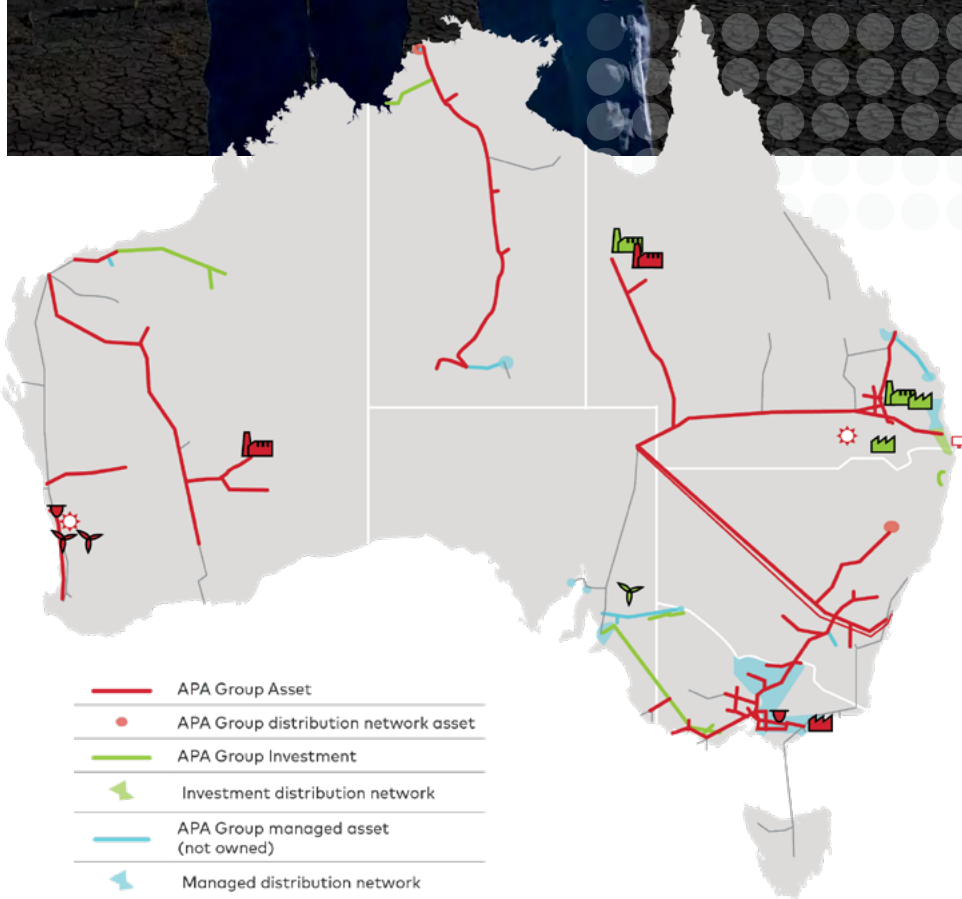 APA Group Asset
APA Group distribution network asset
APA Group Investment
Investment distribution network
APA Group managed asset
(not owned)
Managed distribution network